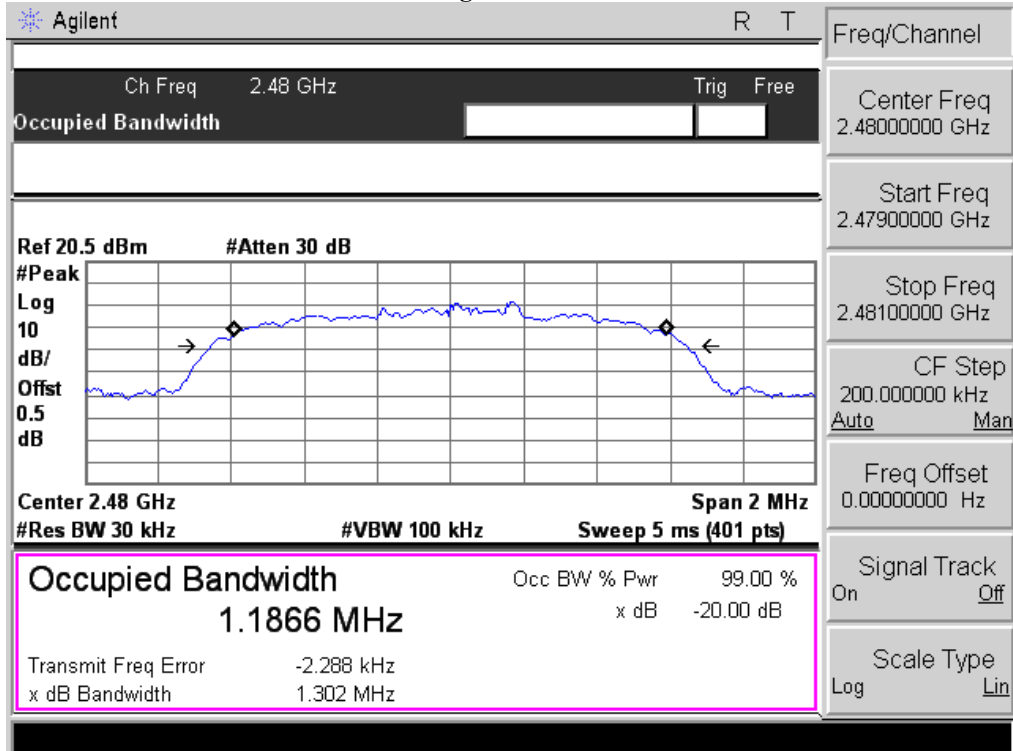 Agilent
R T
Freq/Channel
Ch Freq 2.48 GHz Trig Free
Occupied Bandwidth
Center Freq
2.48000000 GHz
Start Freq
2.47900000 GHz
Ref 20.5 dBm #Atten 30 dB
#Peak
Log
10
dB/
Offst
0.5
dB
Stop Freq
2.48100000 GHz
CF Step
200.000000 kHz
Auto Man
Freq Offset
0.00000000 Hz
Center 2.48 GHz Span 2 MHz
#Res BW 30 kHz #VBW 100 kHz Sweep 5 ms (401 pts)
Occupied Bandwidth
1.1866 MHz
Occ BW % Pwr 99.00 %
x dB -20.00 dB
Transmit Freq Error -2.288 kHz
x dB Bandwidth 1.302 MHz
Signal Track
On Off
Scale Type
Log Lin